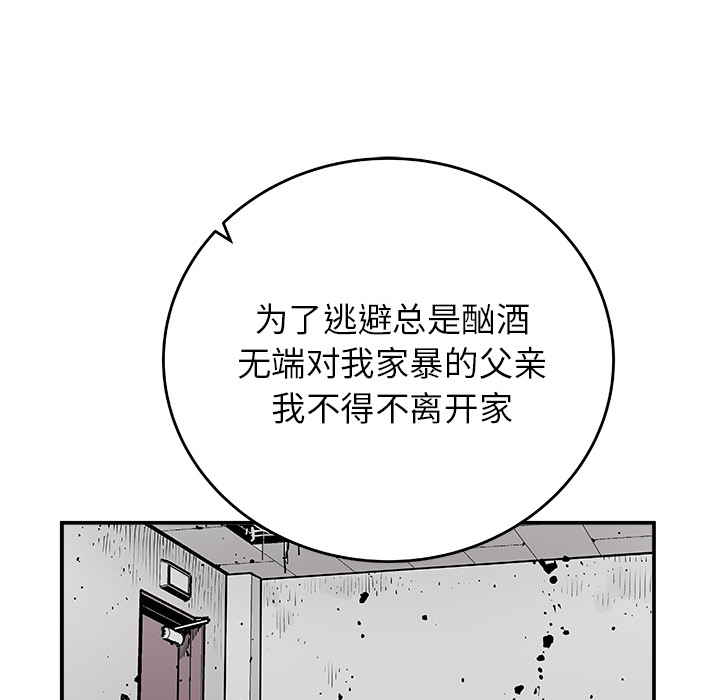 为了逃避总是酗酒
无端对我家暴的父亲
我不得不离开家